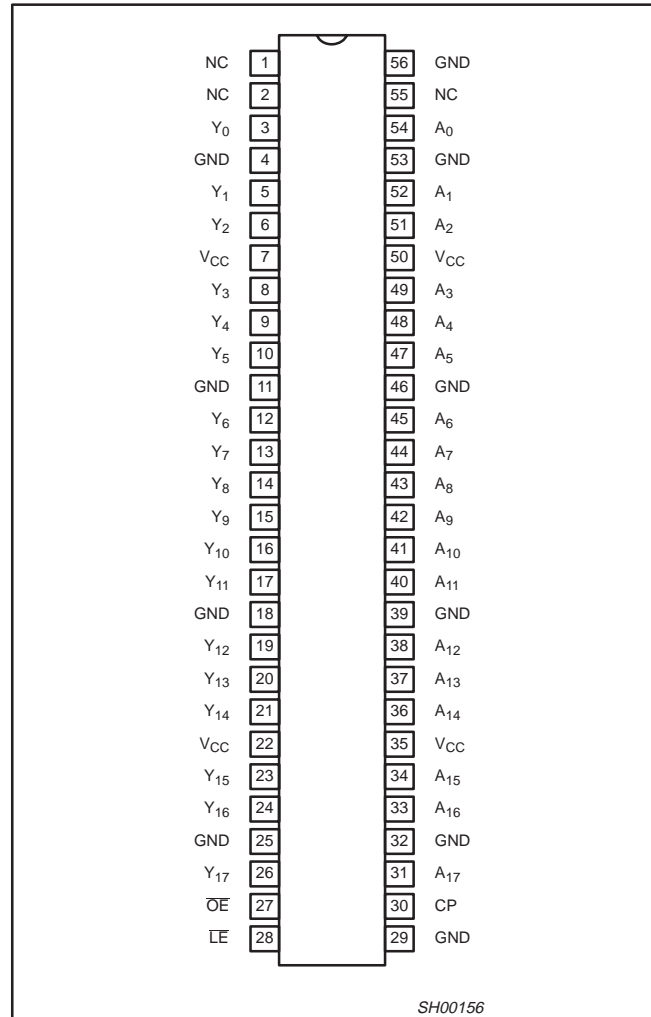 NC 1 56 GND
NC 2 55 NC
Y0 3 54 A0
GND 4 53 GND
Y1 5 52 A1
Y2 6 51 A2
VCC 7 50 VCC
Y3 8 49 A3
Y4 9 48 A4
Y5 10 47 A5
GND 11 46 GND
Y6 12 45 A6
Y7 13 44 A7
Y8 14 43 A8
Y9 15 42 A9
Y10 16 41 A10
Y11 17 40 A11
GND 18 39 GND
Y12 19 38 A12
Y13 20 37 A13
Y14 21 36 A14
VCC 22 35 VCC
Y15 23 34 A15
Y16 24 33 A16
GND 25 32 GND
Y17 26 31 A17
O̅E̅ 27 30 CP
L̅E̅ 28 29 GND
SH00156